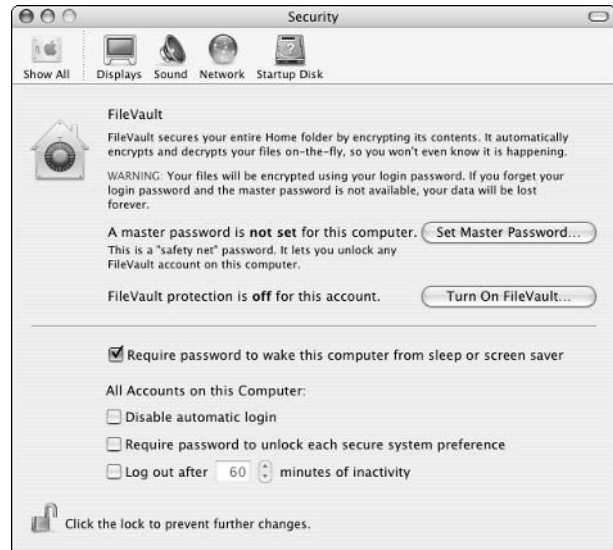 Security
Show All Displays Sound Network Startup Disk
FileVault
FileVault secures your entire Home folder by encrypting its contents. It automatically
encrypts and decrypts your files on-the-fly, so you won't even know it is happening.
WARNING: Your files will be encrypted using your login password. If you forget your
login password and the master password is not available, your data will be lost
forever.
A master password is not set for this computer. Set Master Password...
This is a "safety net" password. It lets you unlock any
FileVault account on this computer.
FileVault protection is off for this account. Turn On FileVault...
Require password to wake this computer from sleep or screen saver
All Accounts on this Computer:
Disable automatic login
Require password to unlock each secure system preference
Log out after 60 minutes of inactivity
Click the lock to prevent further changes.